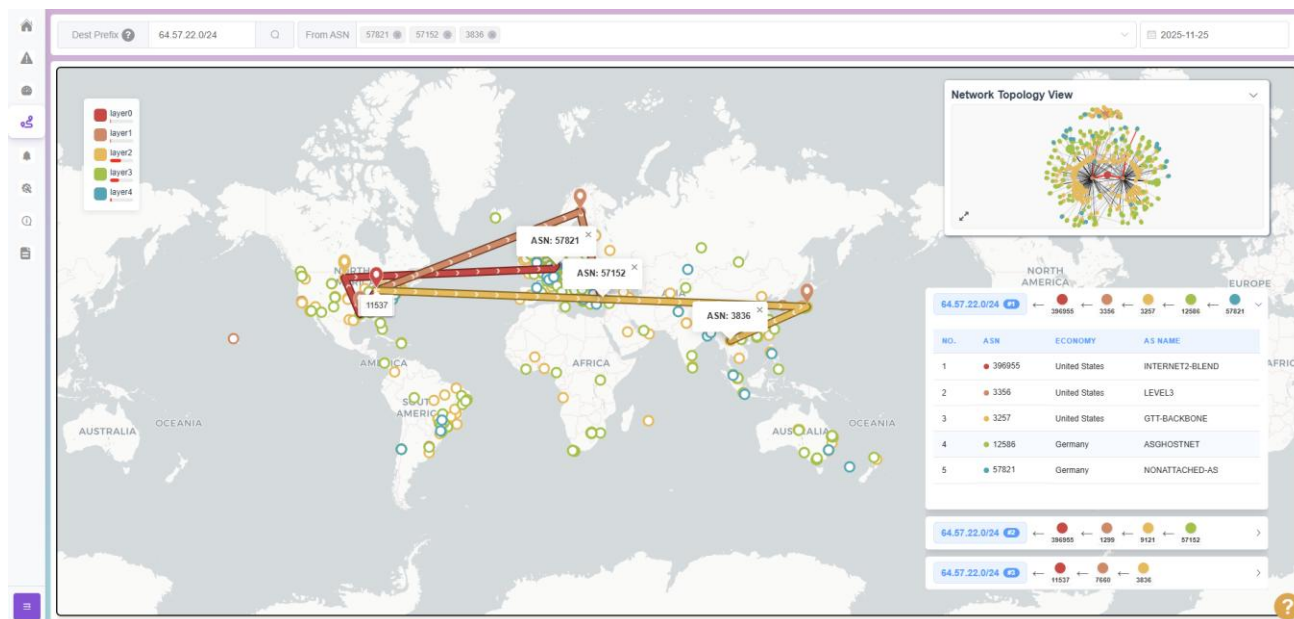 Dest Prefix ? 64.57.22.0/24 From ASN 57821 57152 3836 2025-11-25
layer0
layer1
layer2
layer3
layer4
Network Topology View
ASN: 57821 ×
ASN: 57152 ×
ASN: 3836 ×
11537
AFRICA
SOUTH
AMERICA
AUSTRALIA
OCEANIA
AUSTRALIA
OCEANIA
NORTH
AMERICA
EUROPE
64.57.22.0/24 #1 ← 396955 ← 3356 ← 3257 ← 12586 ← 57821
NO. ASN ECONOMY AS NAME
1 396955 United States INTERNET2-BLEND
2 3356 United States LEVEL3
3 3257 United States GTT-BACKBONE
4 12586 Germany ASGHOSTNET
5 57821 Germany NONATTACHED-AS
64.57.22.0/24 #2 ← 396955 ← 1299 ← 9121 ← 57152
64.57.22.0/24 #3 ← 11537 ← 7660 ← 3836
?